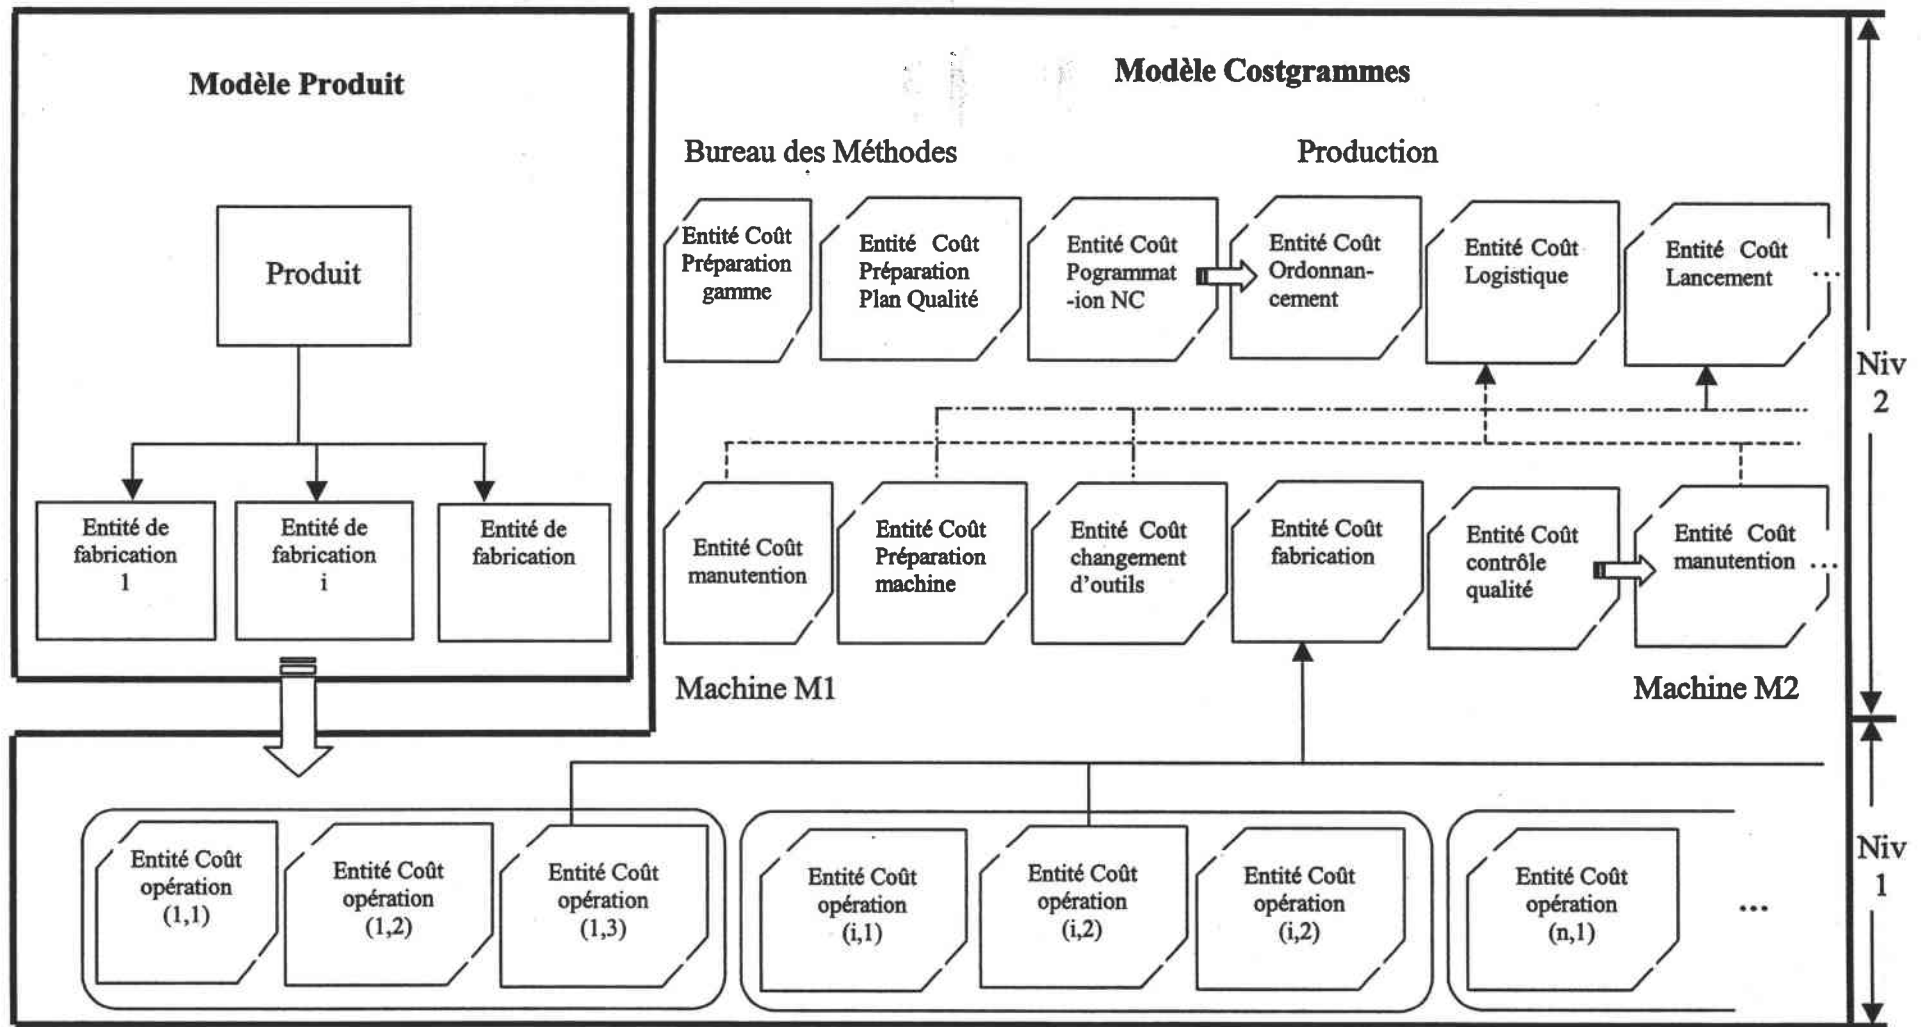 Modèle Produit
Produit
Entité de
fabrication
1
Entité de
fabrication
i
Entité de
fabrication
Modèle Costgrammes
Bureau des Méthodes
Production
Entité Coût
Préparation
gamme
Entité Coût
Préparation
Plan Qualité
Entité Coût
Pogrammat
-ion NC
Entité Coût
Ordonnan-
cement
Entité Coût
Logistique
Entité Coût
Lancement
...
Entité Coût
manutention
Entité Coût
Préparation
machine
Entité Coût
changement
d'outils
Entité Coût
fabrication
Entité Coût
contrôle
qualité
Entité Coût
manutention
...
Machine M1
Machine M2
Niv
2
Entité Coût
opération
(1,1)
Entité Coût
opération
(1,2)
Entité Coût
opération
(1,3)
Entité Coût
opération
(i,1)
Entité Coût
opération
(i,2)
Entité Coût
opération
(i,2)
Entité Coût
opération
(n,1)
...
Niv
1